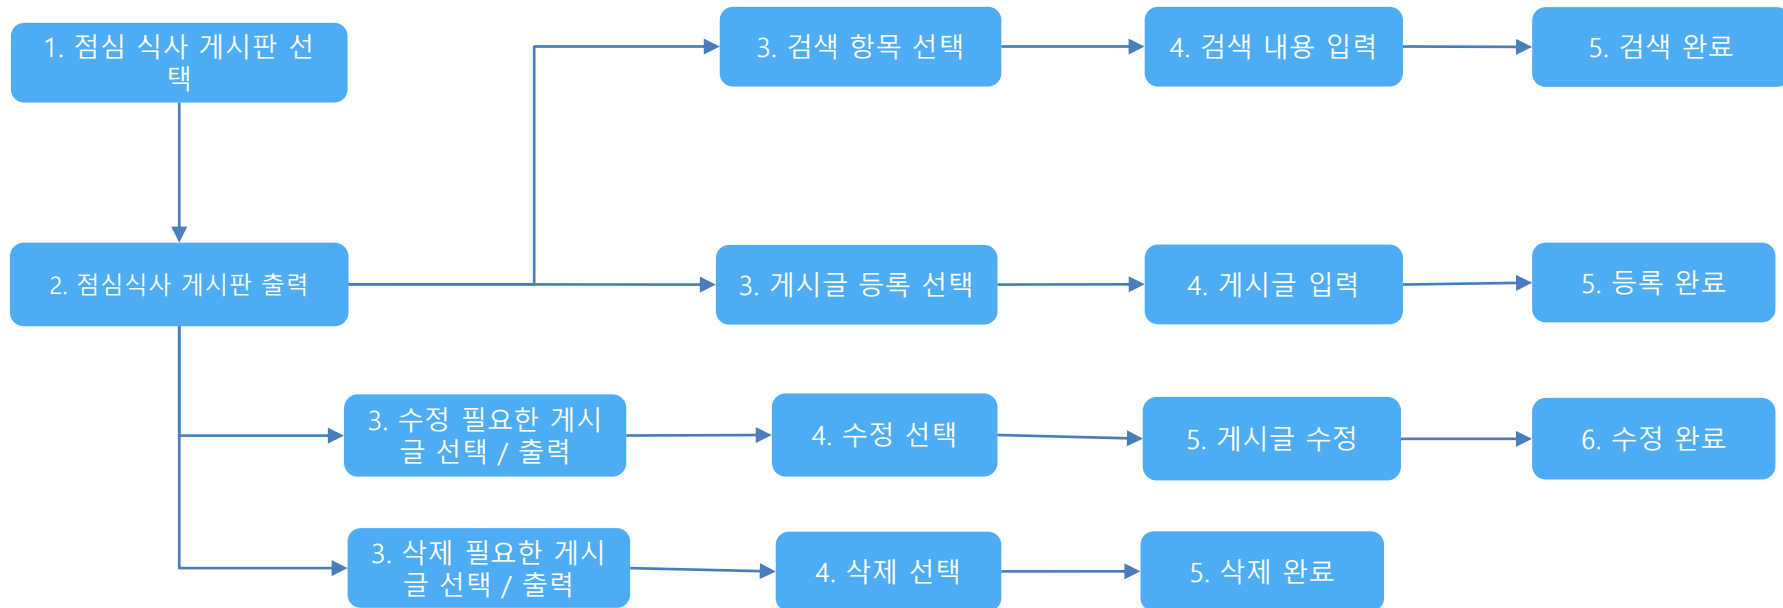 1. 점심 식사 게시판 선
택
3. 검색 항목 선택
4. 검색 내용 입력
5. 검색 완료
2. 점심식사 게시판 출력
3. 게시글 등록 선택
4. 게시글 입력
5. 등록 완료
3. 수정 필요한 게시
글 선택 / 출력
4. 수정 선택
5. 게시글 수정
6. 수정 완료
3. 삭제 필요한 게시
글 선택 / 출력
4. 삭제 선택
5. 삭제 완료